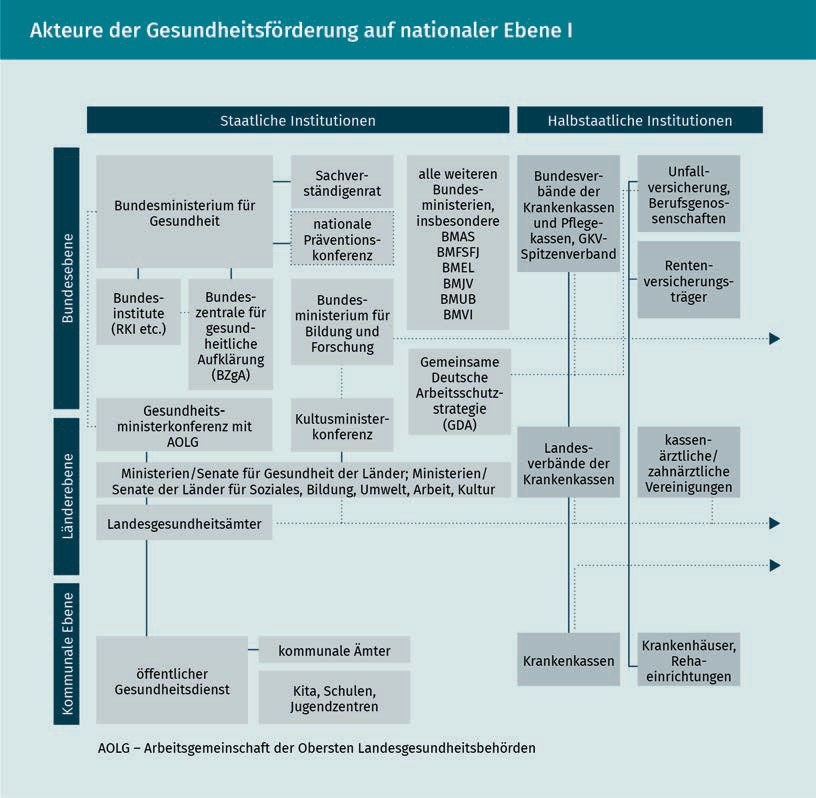 Akteure der Gesundheitsförderung auf nationaler Ebene I
Staatliche Institutionen
Halbstaatliche Institutionen
Bundesebene
Bundesministerium für
Gesundheit
Sachver-
ständigenrat
nationale
Präventions-
konferenz
alle weiteren
Bundes-
ministerien,
insbesondere
BMAS
BMFSFJ
BMEL
BMJV
BMUB
BMVI
Bundesver-
bände der
Krankenkassen
und Pflege-
kassen, GKV-
Spitzenverband
Unfall-
versicherung,
Berufsgenos-
senschaften
Renten-
versicherungs-
träger
Bundes-
institute
(RKI etc.)
Bundes-
zentrale für
gesund-
heitliche
Aufklärung
(BZgA)
Bundes-
ministerium für
Bildung und
Forschung
Gemeinsame
Deutsche
Arbeitsschutz-
strategie
(GDA)
Länderebene
Gesundheits-
ministerkonferenz mit
AOLG
Kultusminister-
konferenz
Landes-
verbände der
Krankenkassen
kassen-
ärztliche/
zahnärztliche
Vereinigungen
Ministerien/Senate für Gesundheit der Länder; Ministerien/
Senate der Länder für Soziales, Bildung, Umwelt, Arbeit, Kultur
Landesgesundheitsämter
Kommunale Ebene
öffentlicher
Gesundheitsdienst
kommunale Ämter
Kita, Schulen,
Jugendzentren
Krankenkassen
Krankenhäuser,
Reha-
einrichtungen
AOLG – Arbeitsgemeinschaft der Obersten Landesgesundheitsbehörden